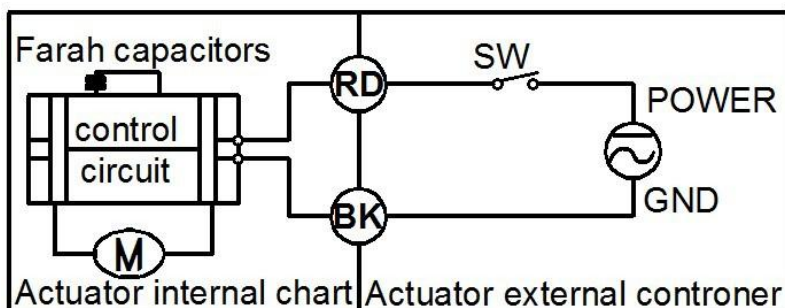 Farah capacitors
RD
SW
control
POWER
circuit
BK
GND
M
Actuator internal chart
Actuator external controner